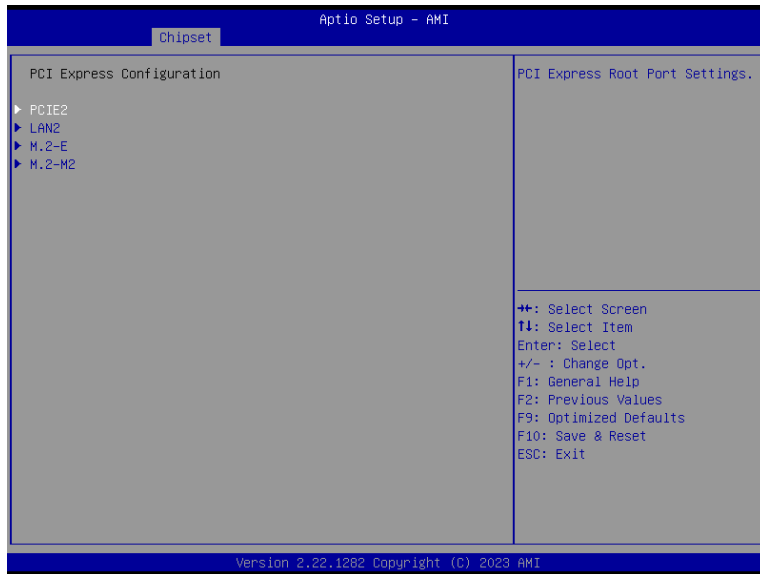 Aptio Setup – AMI
Chipset
PCI Express Configuration
PCIE2
LAN2
M.2–E
M.2–M2
PCI Express Root Port Settings.
→←: Select Screen
↑↓: Select Item
Enter: Select
+/– : Change Opt.
F1: General Help
F2: Previous Values
F9: Optimized Defaults
F10: Save & Reset
ESC: Exit
Version 2.22.1282 Copyright (C) 2023 AMI